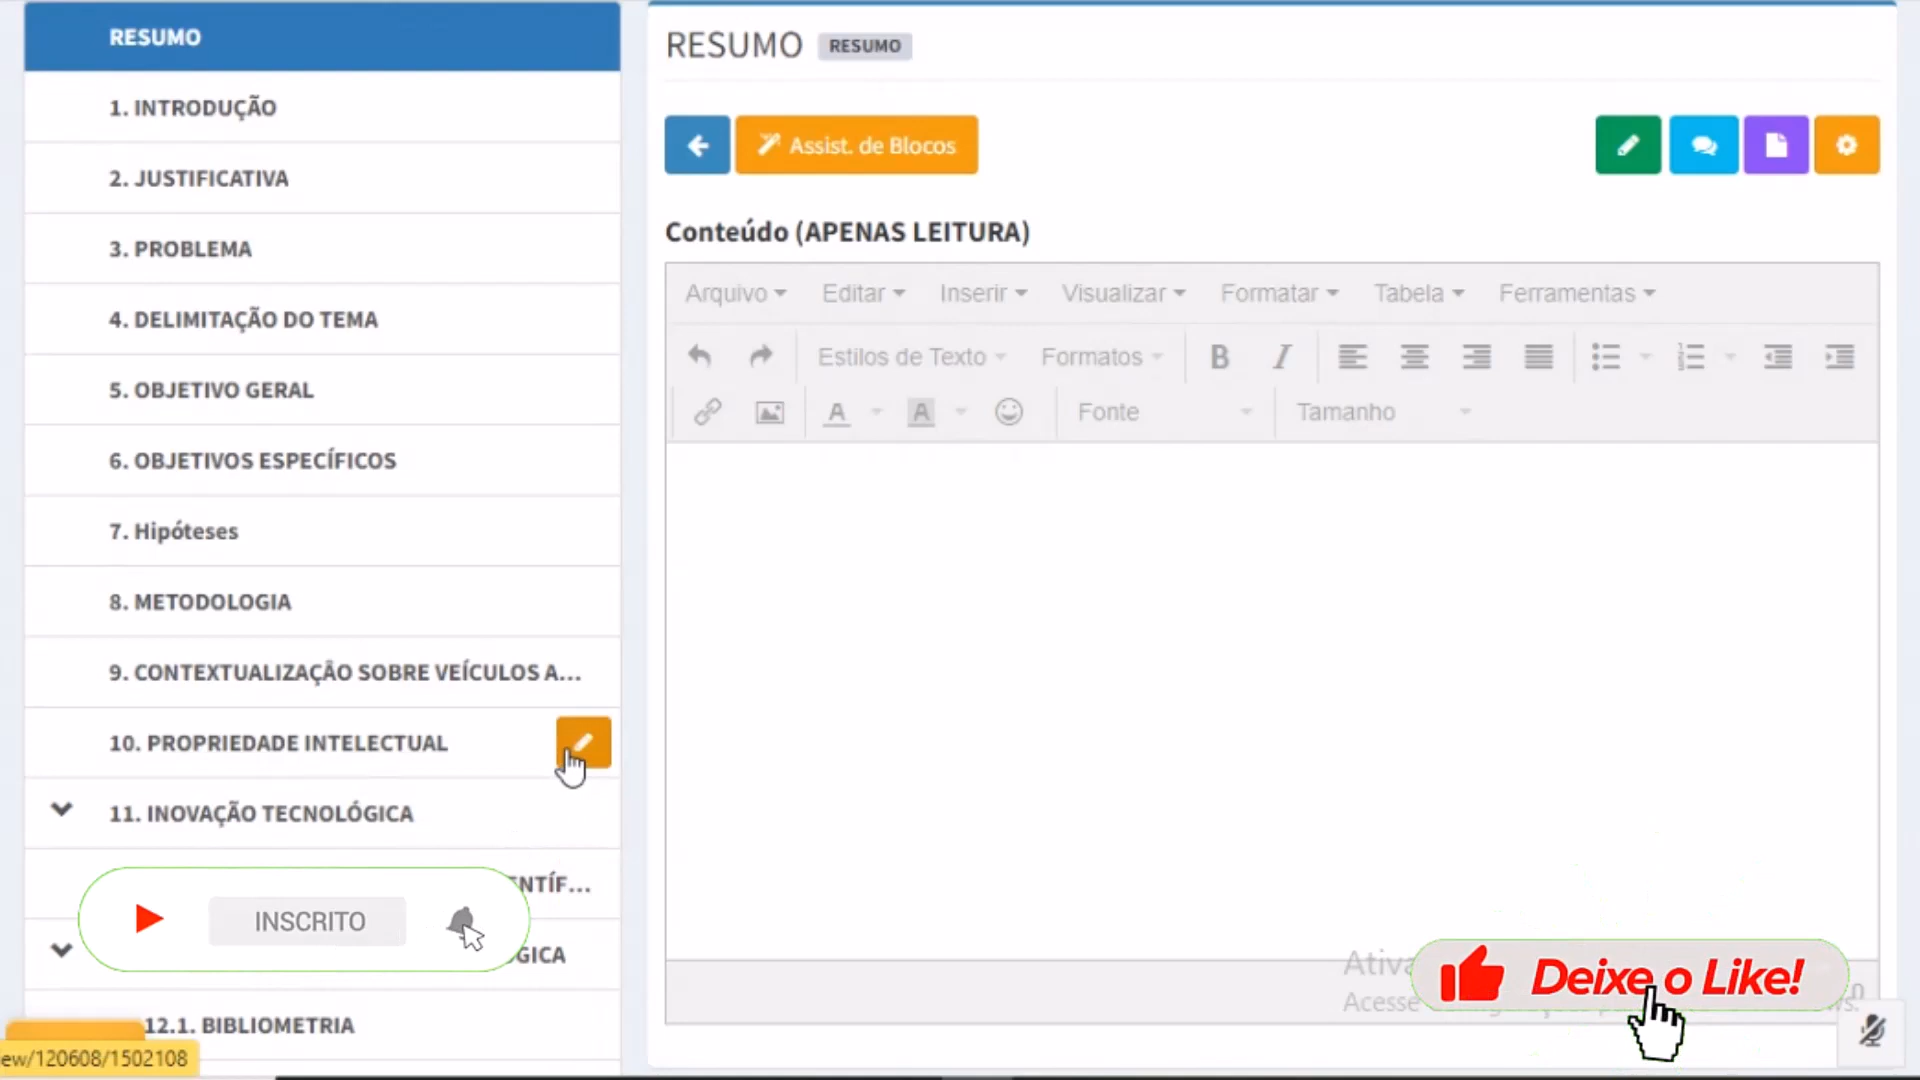 RESUMO
1. INTRODUÇÃO
2. JUSTIFICATIVA
3. PROBLEMA
4. DELIMITAÇÃO DO TEMA
5. OBJETIVO GERAL
6. OBJETIVOS ESPECÍFICOS
7. Hipóteses
8. METODOLOGIA
9. CONTEXTUALIZAÇÃO SOBRE VEÍCULOS A...
10. PROPRIEDADE INTELECTUAL
11. INOVAÇÃO TECNOLÓGICA
NTÍF...
INSCRITO
GICA
12.1. BIBLIOMETRIA
ew/120608/1502108
RESUMO RESUMO
Assist. de Blocos
Conteúdo (APENAS LEITURA)
Arquivo Editar Inserir Visualizar Formatar Tabela Ferramentas
Estilos de Texto Formatos B I
A A Fonte Tamanho
Ativa
Acesse
Deixe o Like!